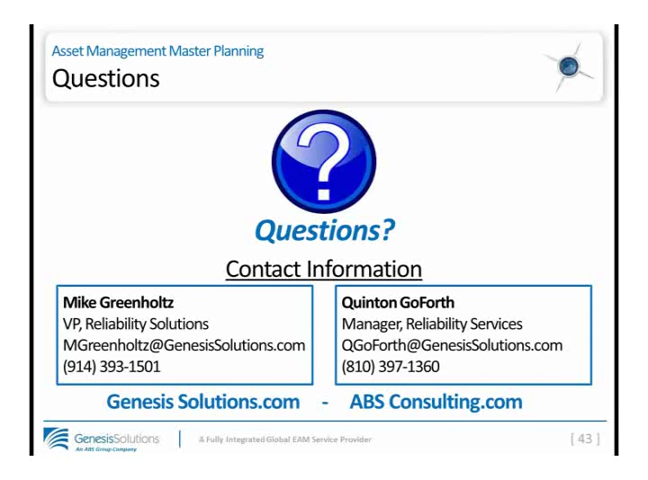 Asset Management Master Planning
Questions
?
Questions?
Contact Information
Mike Greenholtz
VP, Reliability Solutions
MGreenholtz@GenesisSolutions.com
(914) 393-1501
Quinton GoForth
Manager, Reliability Services
QGoForth@GenesisSolutions.com
(810) 397-1360
Genesis Solutions.com - ABS Consulting.com
GenesisSolutions
An ABS Group Company
A Fully Integrated Global EAM Service Provider
[ 43 ]